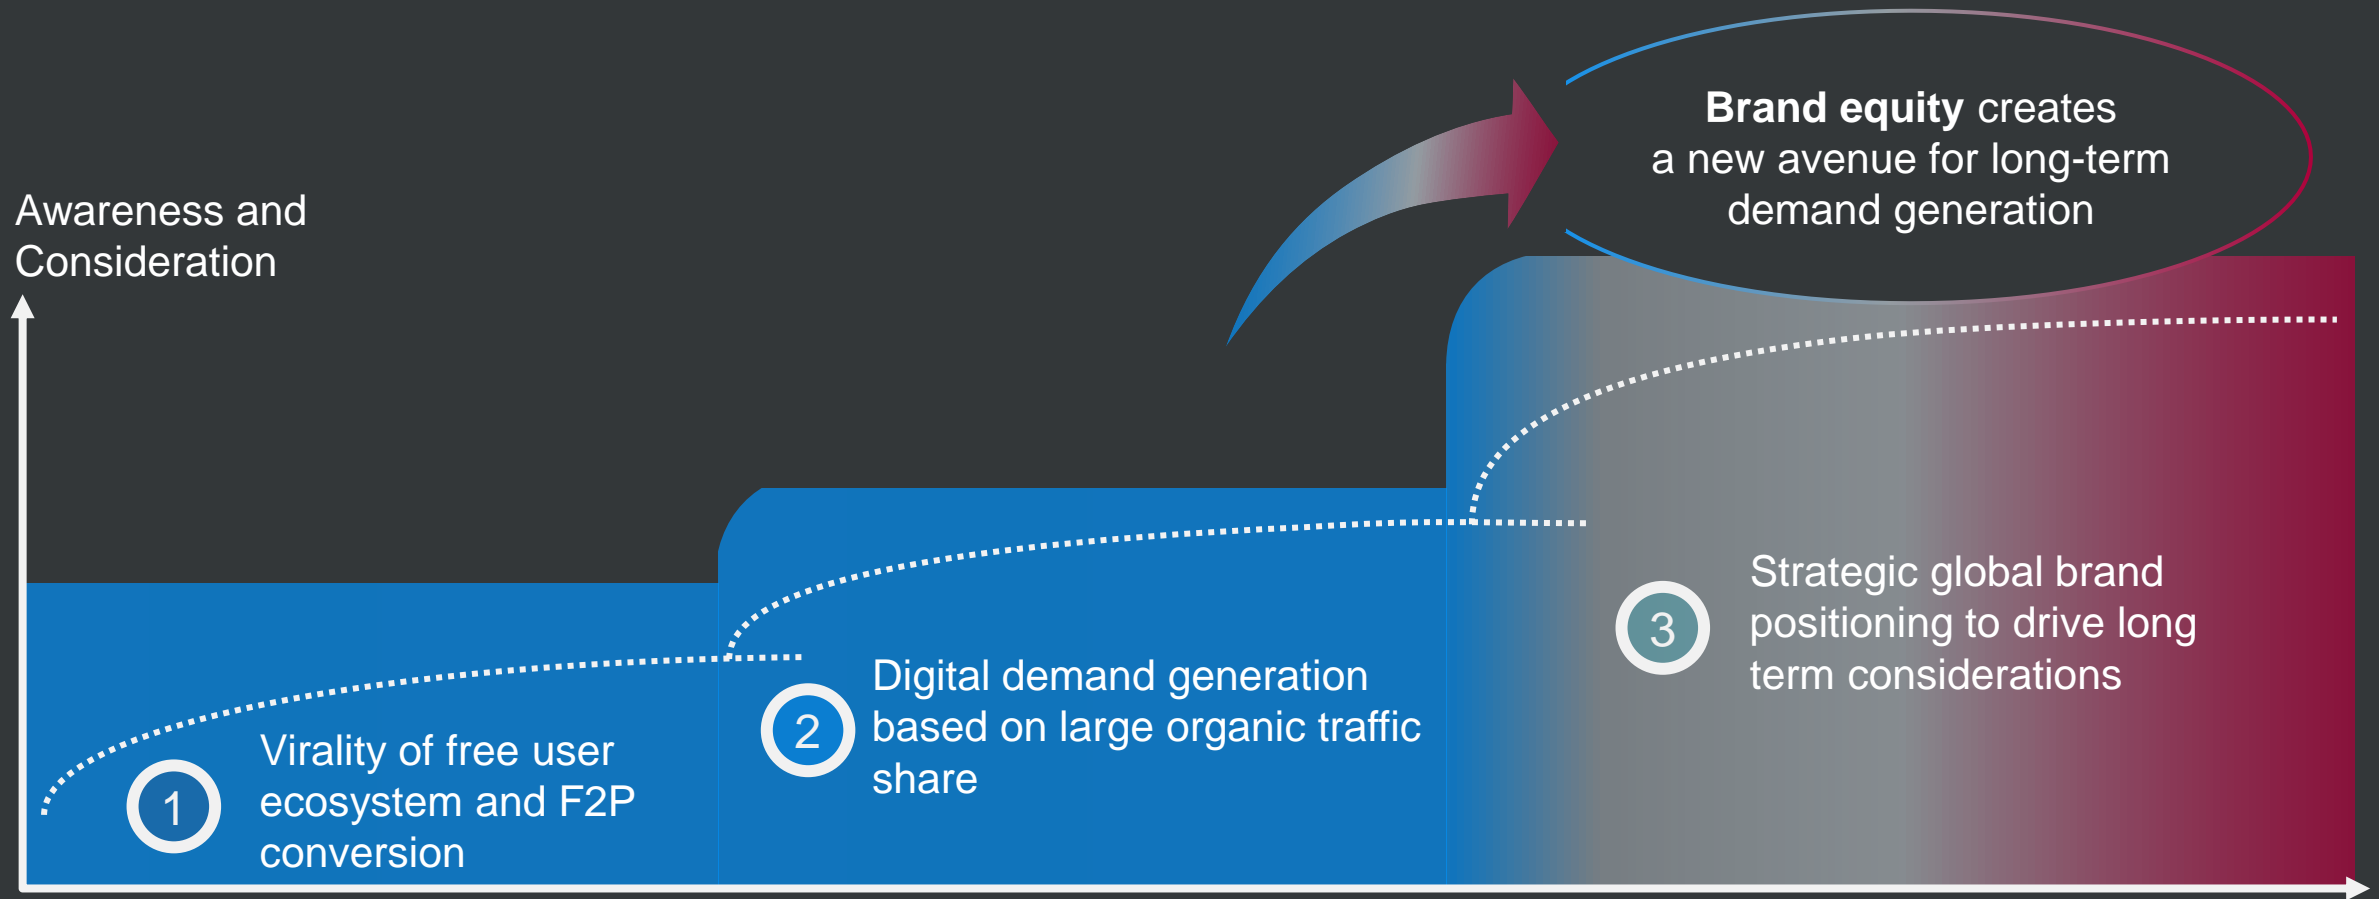 Brand equity creates
a new avenue for long-term
demand generation
Awareness and
Consideration
1
Virality of free user
ecosystem and F2P
conversion
2
Digital demand generation
based on large organic traffic
share
3
Strategic global brand
positioning to drive long
term considerations